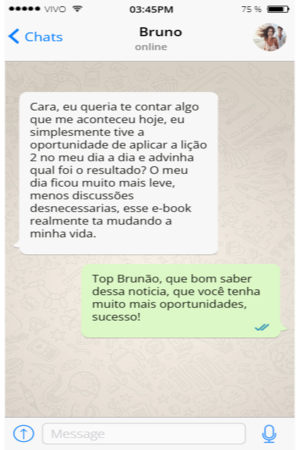 VIVO
03:45PM
75 %
Chats
Bruno
online
Cara, eu queria te contar algo
que me aconteceu hoje, eu
simplesmente tive a
oportunidade de aplicar a lição
2 no meu dia a dia e advinha
qual foi o resultado? O meu
dia ficou muito mais leve,
menos discussões
desnecessarias, esse e-book
realmente ta mudando a
minha vida.
Top Brunão, que bom saber
dessa noticia, que você tenha
muito mais oportunidades,
sucesso!
Message